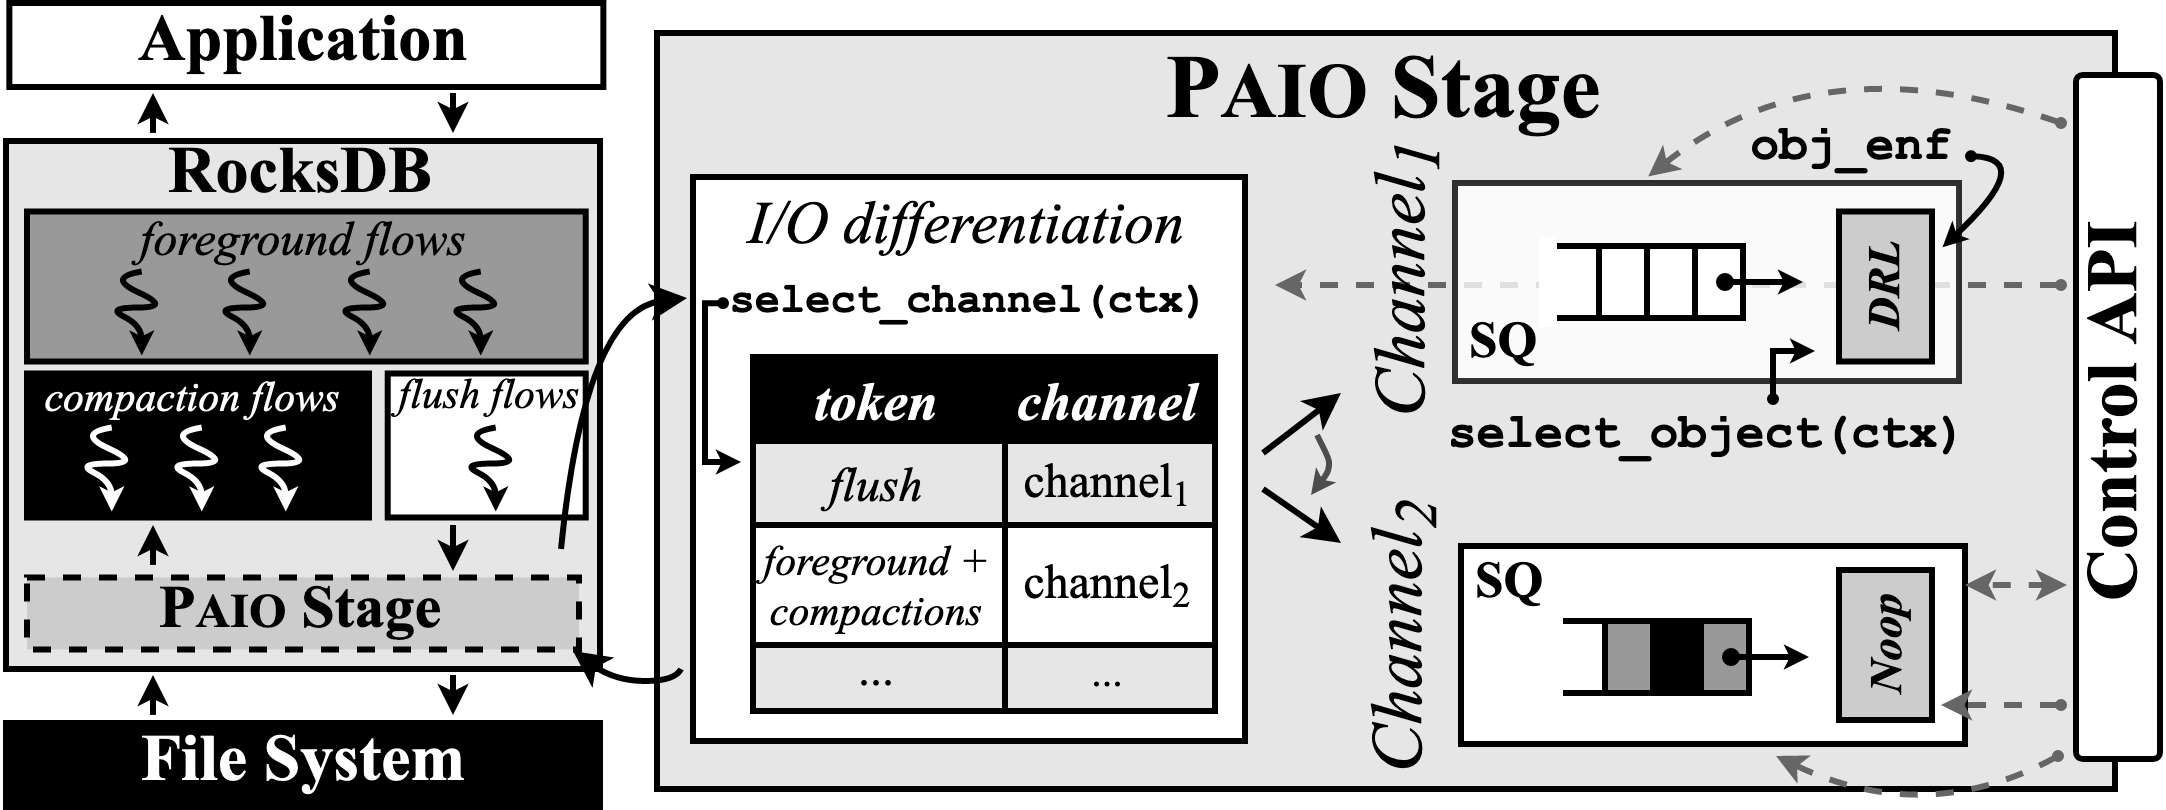 Application
RocksDB
foreground flows
compaction flows
flush flows
PAIO Stage
File System
PAIO Stage
I/O differentiation
select_channel(ctx)
token channel
flush channel1
foreground + compactions channel2
... ...
Channel1
obj_enf
SQ
DRL
select_object(ctx)
Channel2
SQ
Noop
Control API